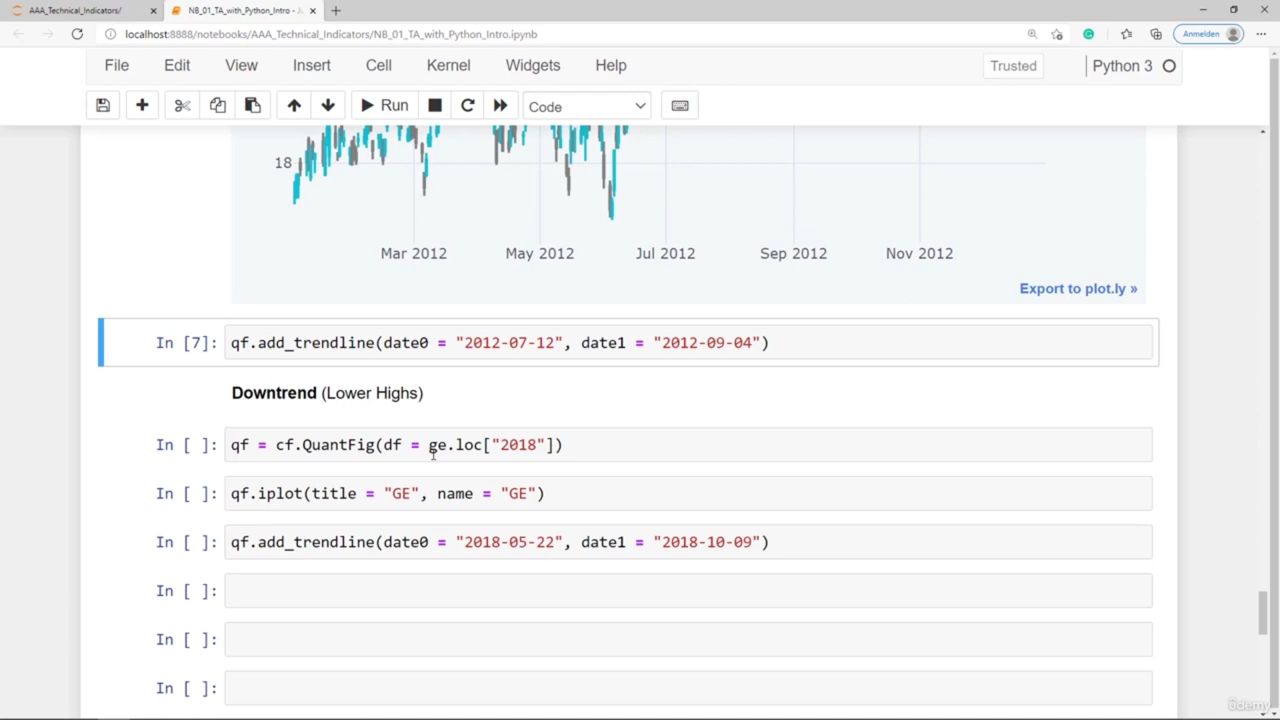 AAA_Technical_Indicators/
NB_01_TA_with_Python_Intro - J
localhost:8888/notebooks/AAA_Technical_Indicators/NB_01_TA_with_Python_Intro.ipynb
Anmelden
File Edit View Insert Cell Kernel Widgets Help
Trusted
Python 3
Run
Code
18
Mar 2012 May 2012 Jul 2012 Sep 2012 Nov 2012
Export to plot.ly »
In [7]: qf.add_trendline(date0 = "2012-07-12", date1 = "2012-09-04")
Downtrend (Lower Highs)
In [ ]: qf = cf.QuantFig(df = ge.loc["2018"])
In [ ]: qf.iplot(title = "GE", name = "GE")
In [ ]: qf.add_trendline(date0 = "2018-05-22", date1 = "2018-10-09")
In [ ]:
In [ ]:
In [ ]:
ûdemy